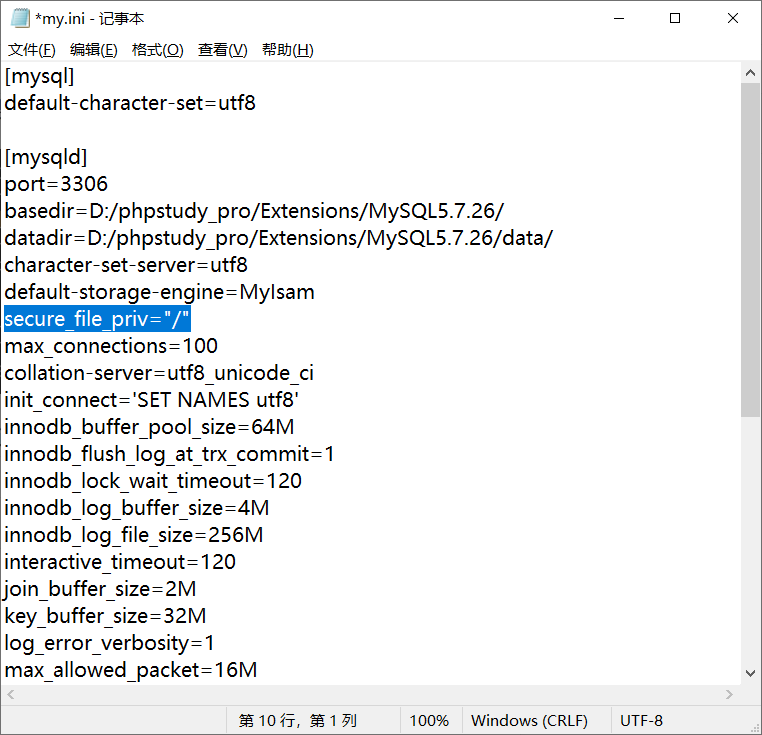 *my.ini - 记事本
文件(F) 编辑(E) 格式(O) 查看(V) 帮助(H)
[mysql]
default-character-set=utf8
[mysqld]
port=3306
basedir=D:/phpstudy_pro/Extensions/MySQL5.7.26/
datadir=D:/phpstudy_pro/Extensions/MySQL5.7.26/data/
character-set-server=utf8
default-storage-engine=MyIsam
secure_file_priv="/"
max_connections=100
collation-server=utf8_unicode_ci
init_connect='SET NAMES utf8'
innodb_buffer_pool_size=64M
innodb_flush_log_at_trx_commit=1
innodb_lock_wait_timeout=120
innodb_log_buffer_size=4M
innodb_log_file_size=256M
interactive_timeout=120
join_buffer_size=2M
key_buffer_size=32M
log_error_verbosity=1
max_allowed_packet=16M
第 10 行，第 1 列 100% Windows (CRLF) UTF-8